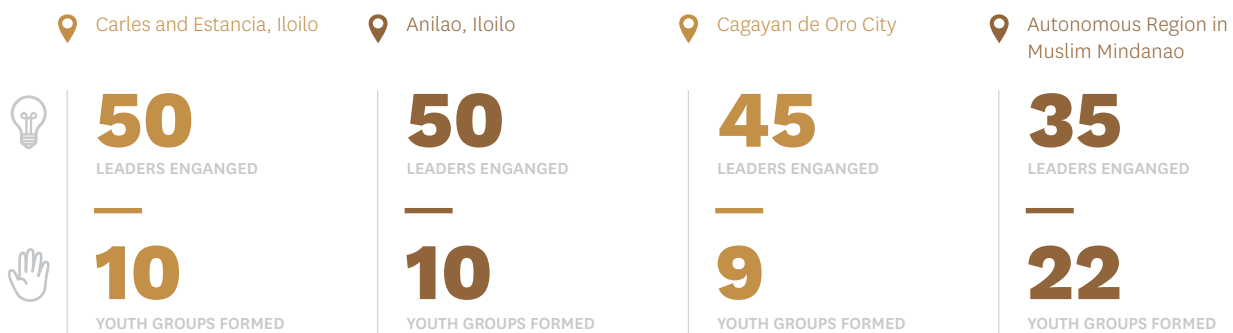 Carles and Estancia, Iloilo
50
LEADERS ENGANGED
10
YOUTH GROUPS FORMED
Anilao, Iloilo
50
LEADERS ENGANGED
10
YOUTH GROUPS FORMED
Cagayan de Oro City
45
LEADERS ENGANGED
9
YOUTH GROUPS FORMED
Autonomous Region in
Muslim Mindanao
35
LEADERS ENGANGED
22
YOUTH GROUPS FORMED